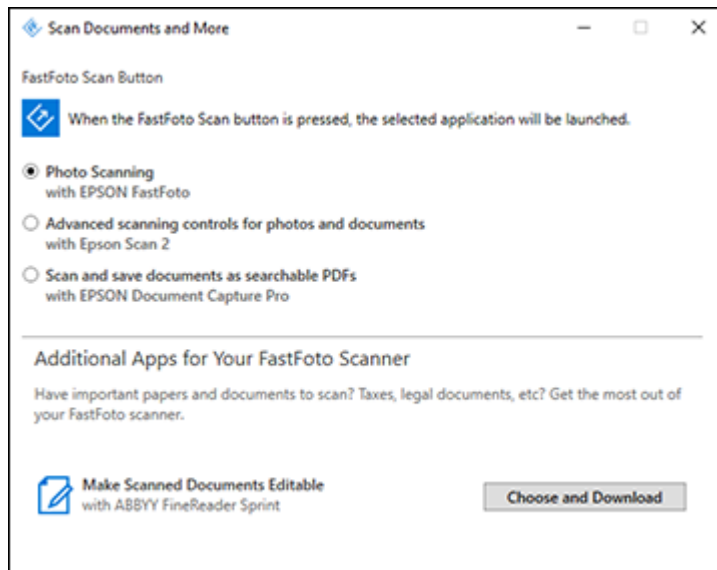 Scan Documents and More
FastFoto Scan Button
When the FastFoto Scan button is pressed, the selected application will be launched.
Photo Scanning
with EPSON FastFoto
Advanced scanning controls for photos and documents
with Epson Scan 2
Scan and save documents as searchable PDFs
with EPSON Document Capture Pro
Additional Apps for Your FastFoto Scanner
Have important papers and documents to scan? Taxes, legal documents, etc? Get the most out of
your FastFoto scanner.
Make Scanned Documents Editable
with ABBYY FineReader Sprint
Choose and Download